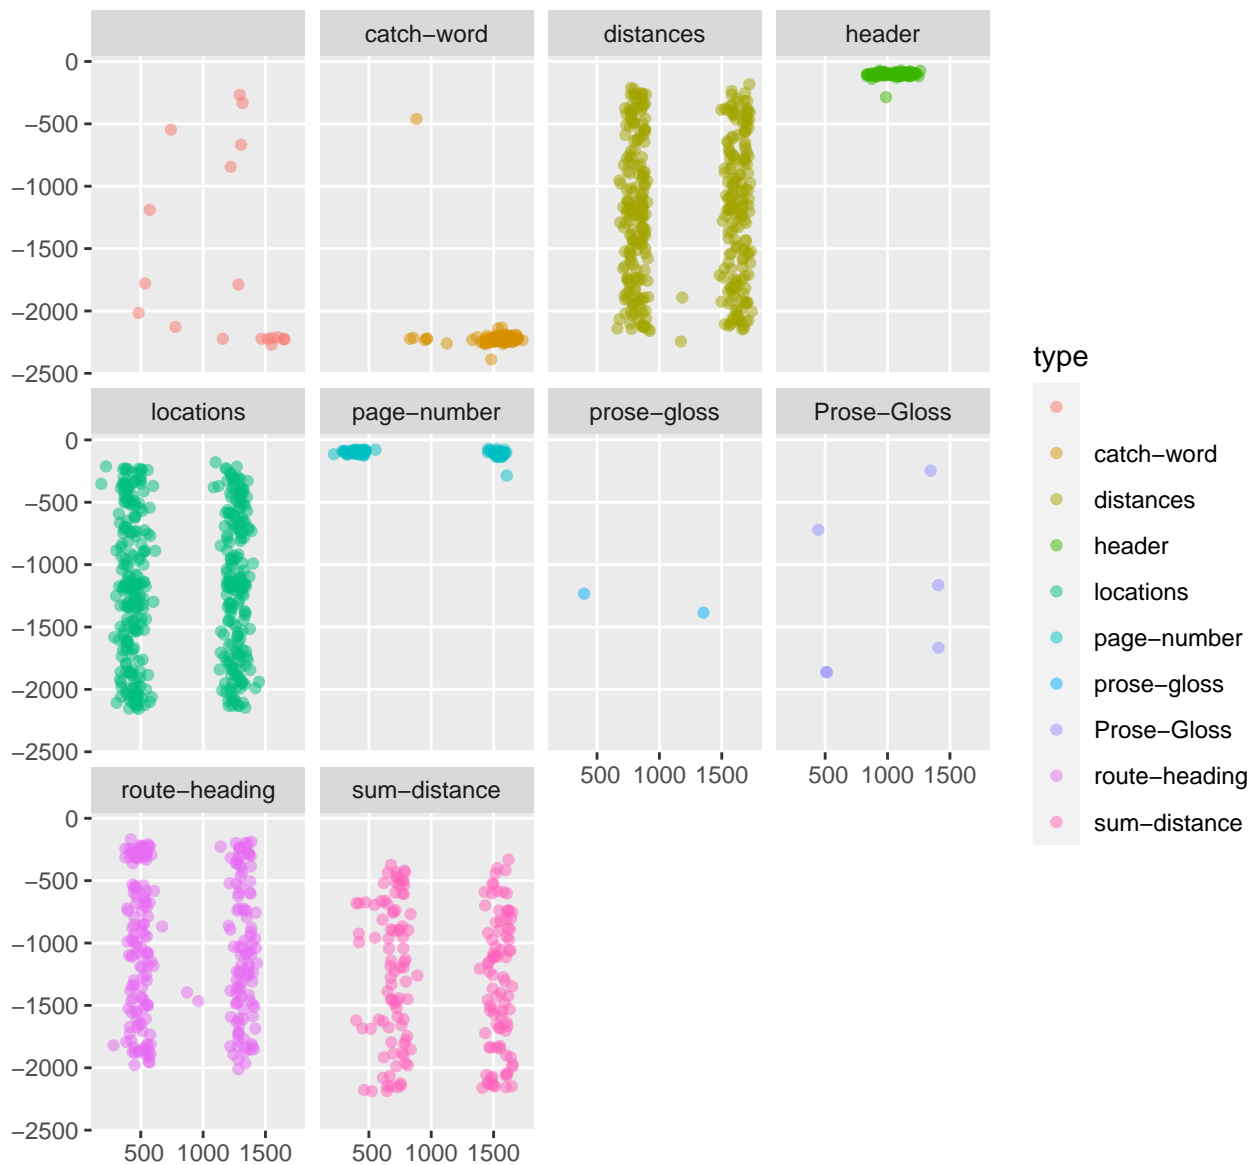 catch−word distances header
0
−500
−1000
−1500
−2000
−2500
locations page−number prose−gloss Prose−Gloss
0
−500
−1000
−1500
−2000
−2500
500 1000 1500 500 1000 1500
route−heading sum−distance
0
−500
−1000
−1500
−2000
−2500
500 1000 1500 500 1000 1500
type
catch−word
distances
header
locations
page−number
prose−gloss
Prose−Gloss
route−heading
sum−distance